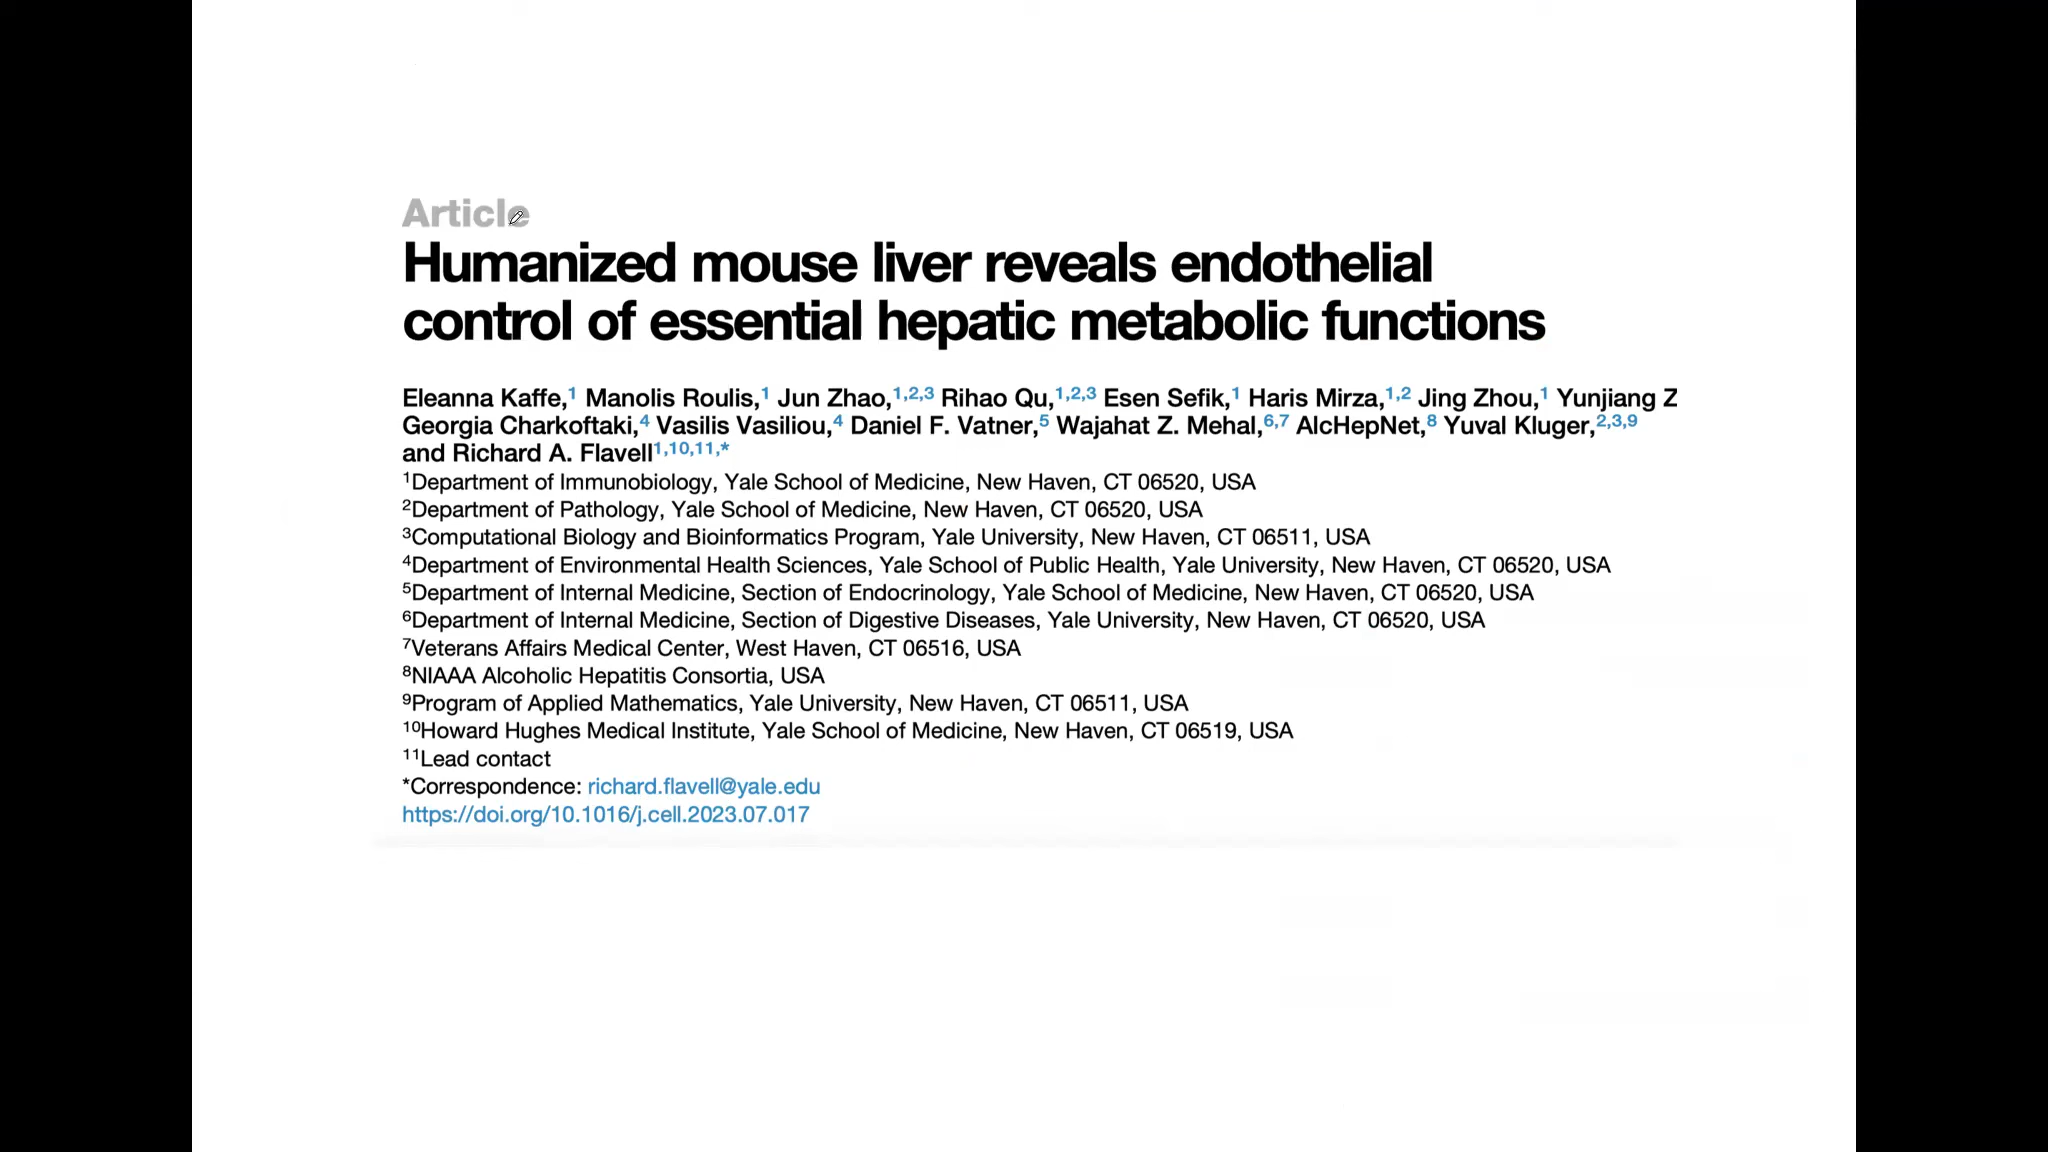 Article
Humanized mouse liver reveals endothelial
control of essential hepatic metabolic functions
Eleanna Kaffe,1 Manolis Roulis,1 Jun Zhao,1,2,3 Rihao Qu,1,2,3 Esen Sefik,1 Haris Mirza,1,2 Jing Zhou,1 Yunjiang Z
Georgia Charkoftaki,4 Vasilis Vasiliou,4 Daniel F. Vatner,5 Wajahat Z. Mehal,6,7 AlcHepNet,8 Yuval Kluger,2,3,9
and Richard A. Flavell1,10,11,*
1Department of Immunobiology, Yale School of Medicine, New Haven, CT 06520, USA
2Department of Pathology, Yale School of Medicine, New Haven, CT 06520, USA
3Computational Biology and Bioinformatics Program, Yale University, New Haven, CT 06511, USA
4Department of Environmental Health Sciences, Yale School of Public Health, Yale University, New Haven, CT 06520, USA
5Department of Internal Medicine, Section of Endocrinology, Yale School of Medicine, New Haven, CT 06520, USA
6Department of Internal Medicine, Section of Digestive Diseases, Yale University, New Haven, CT 06520, USA
7Veterans Affairs Medical Center, West Haven, CT 06516, USA
8NIAAA Alcoholic Hepatitis Consortia, USA
9Program of Applied Mathematics, Yale University, New Haven, CT 06511, USA
10Howard Hughes Medical Institute, Yale School of Medicine, New Haven, CT 06519, USA
11Lead contact
*Correspondence: richard.flavell@yale.edu
https://doi.org/10.1016/j.cell.2023.07.017